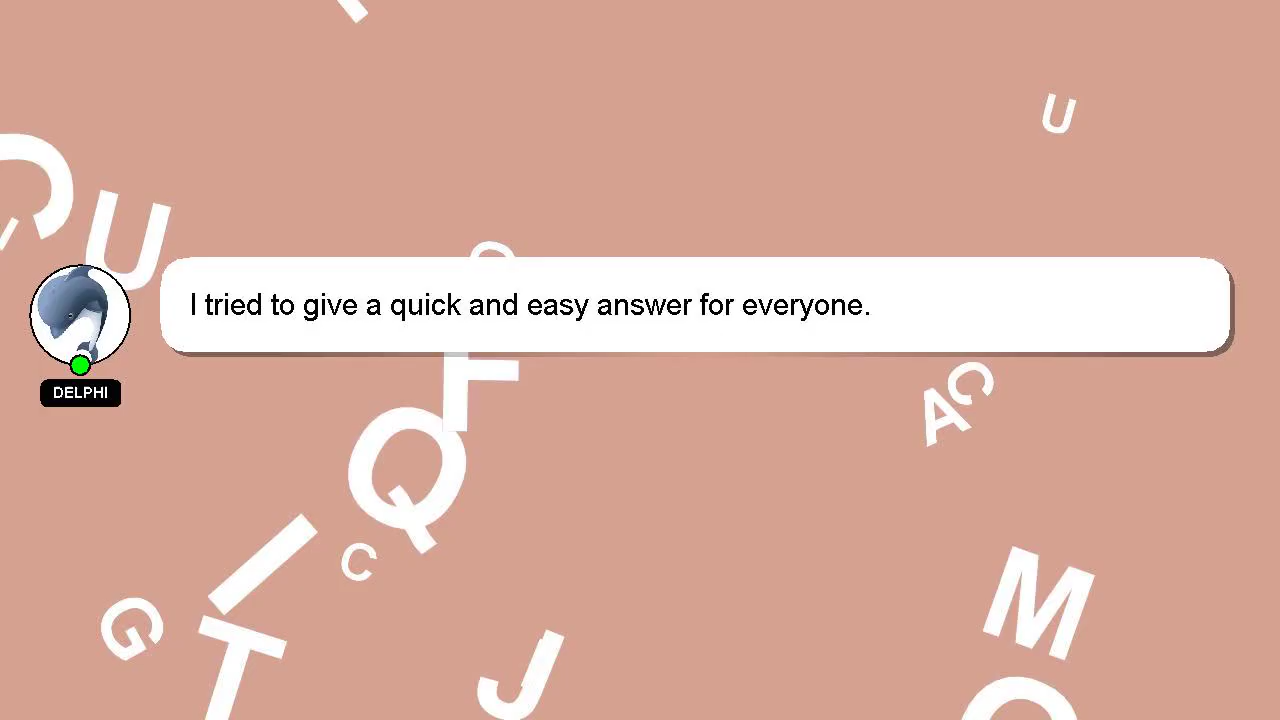 U
U
I tried to give a quick and easy answer for everyone.
DELPHI
A
C
Q
I
C
M
G
T
J